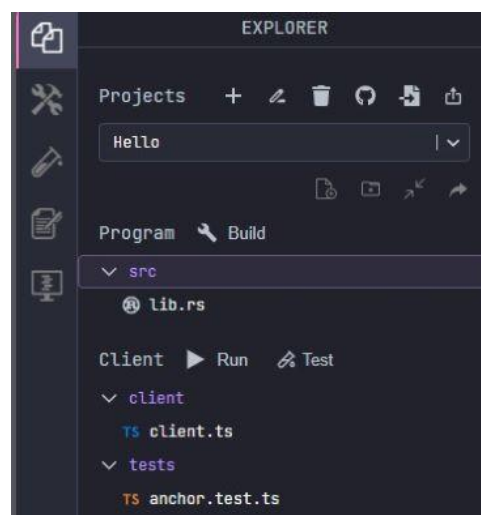 EXPLORER
Projects
Hello
Program Build
src
lib.rs
Client Run Test
client
TS client.ts
tests
TS anchor.test.ts